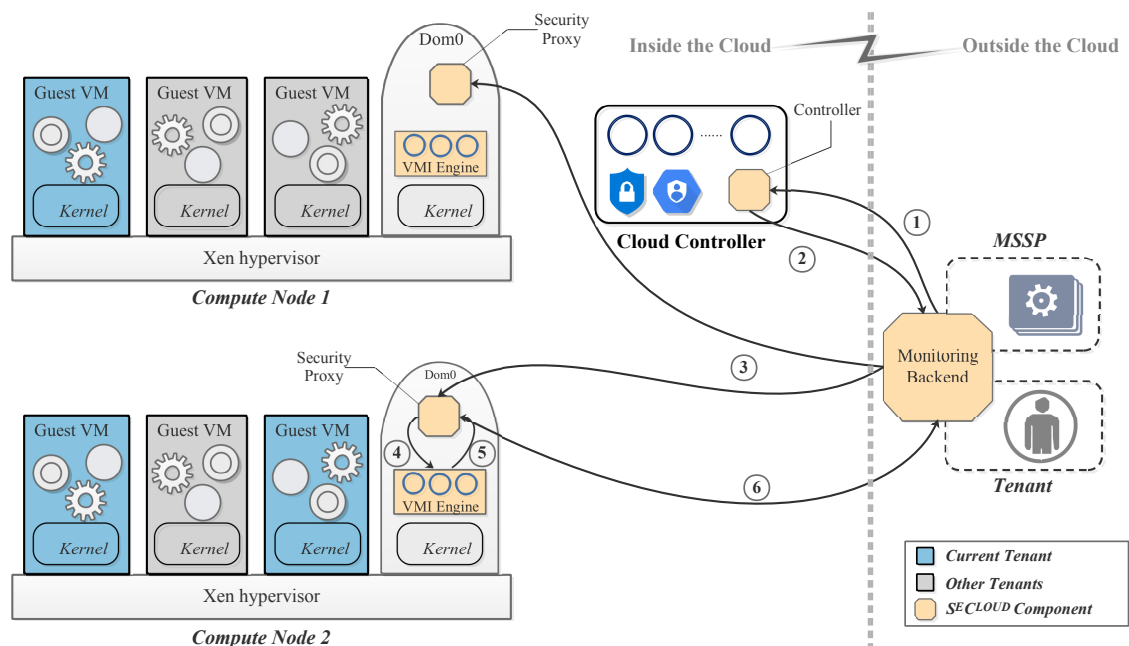 Security
Proxy
Dom0
Inside the Cloud
Outside the Cloud
Guest VM
Guest VM
Guest VM
Controller
......
VMI Engine
Kernel
Kernel
Kernel
Kernel
Cloud Controller
1
2
MSSP
Xen hypervisor
Compute Node 1
Security
Proxy
Dom0
3
Monitoring
Backend
Guest VM
Guest VM
Guest VM
4
5
VMI Engine
6
Tenant
Kernel
Kernel
Kernel
Kernel
Xen hypervisor
Compute Node 2
Current Tenant
Other Tenants
SECLOUD Component